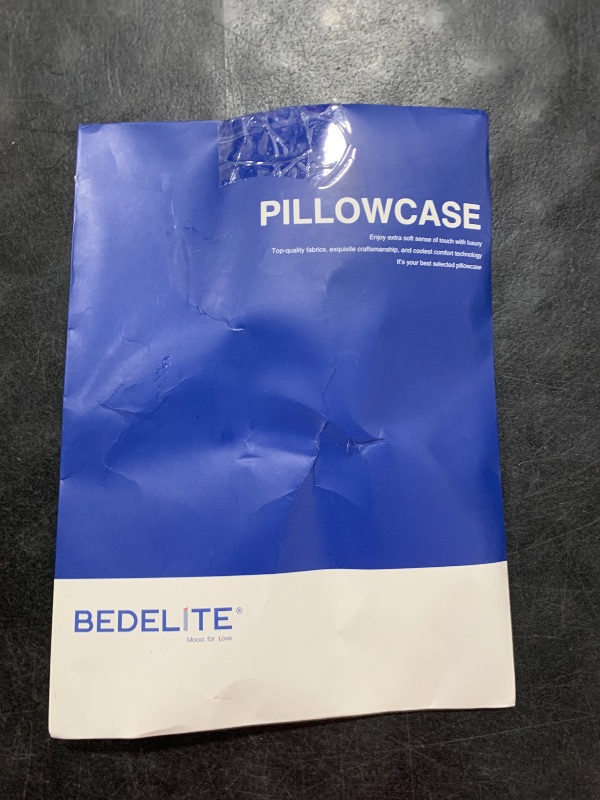 PILLOWCASE
Enjoy extra soft sense of touch with luxury
Top-quality fabrics, exquisite craftsmanship, and coolest comfort technology
It's your best selected pillowcase
BEDELITE®
Mood for Love